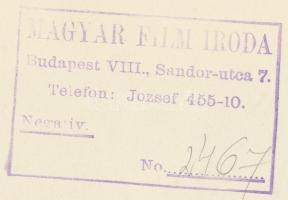 MAGYAR FILM IRODA
Budapest VIII., Sandor-utca 7.
Telefon: Jozsef 455-10.
Negativ.
No. 2467